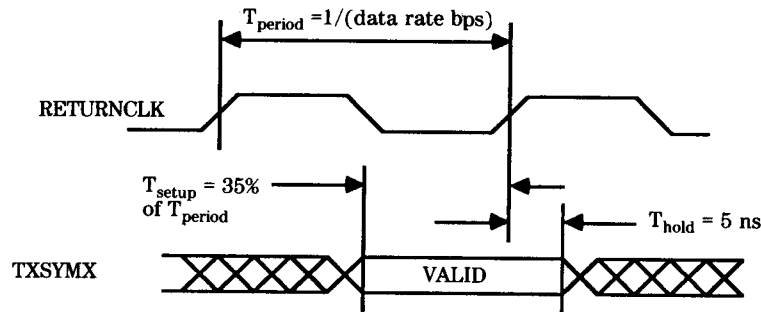 T_period =1/(data rate bps)
RETURNCLK
T_setup = 35%
of T_period
T_hold = 5 ns
TXSYMX
VALID